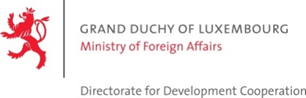 GRAND DUCHY OF LUXEMBOURG
Ministry of Foreign Affairs
Directorate for Development Cooperation